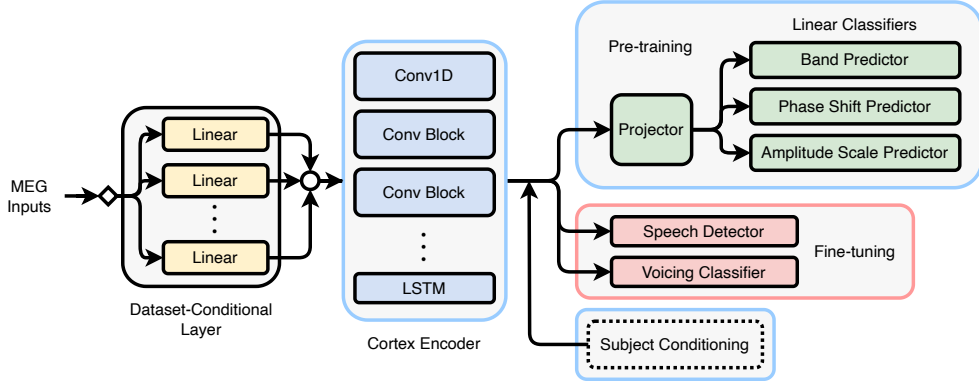 MEG
Inputs
Linear
Linear
Linear
Dataset-Conditional
Layer
Conv1D
Conv Block
Conv Block
LSTM
Cortex Encoder
Pre-training
Linear Classifiers
Projector
Band Predictor
Phase Shift Predictor
Amplitude Scale Predictor
Speech Detector
Voicing Classifier
Fine-tuning
Subject Conditioning